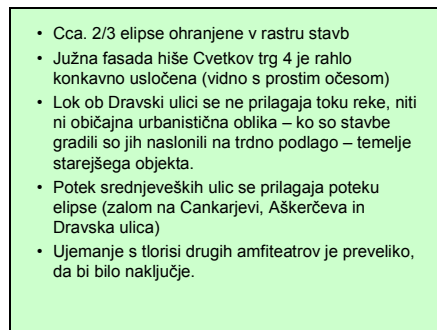 • Cca. 2/3 elipse ohranjene v rastru stavb
• Južna fasada hiše Cvetkov trg 4 je rahlo
konkavno usločena (vidno s prostim očesom)
• Lok ob Dravski ulici se ne prilagaja toku reke, niti
ni običajna urbanistična oblika – ko so stavbe
gradili so jih naslonili na trdno podlago – temelje
starejšega objekta.
• Potek srednjeveških ulic se prilagaja poteku
elipse (zalom na Cankarjevi, Aškerčeva in
Dravska ulica)
• Ujemanje s tlorisi drugih amfiteatrov je preveliko,
da bi bilo naključje.